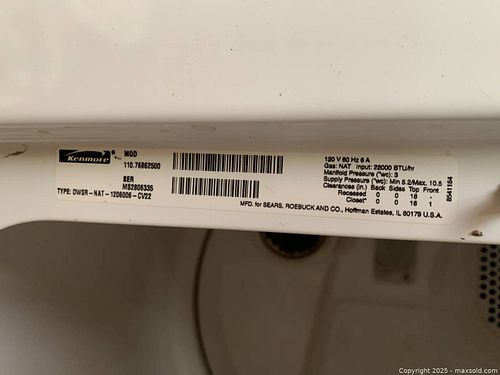 Kenmore
MOD
110.76862500
SER
MS2806335
TYPE: DWSR-NAT-1206006-CV22
120 V 60 Hz 6 A
Gas: NAT Input: 22000 BTU/hr
Manifold Pressure ("wc): 3
Supply Pressure ("wc): Min 5.2/Max. 10.5
Clearances (in.) Back Sides Top Front
Recessed 0 0 16 -
Closet* 0 0 16 1
MFD. for SEARS, ROEBUCK AND CO., Hoffman Estates, IL 60179 U.S.A.
8541164
Copyright 2025 - maxsold.com